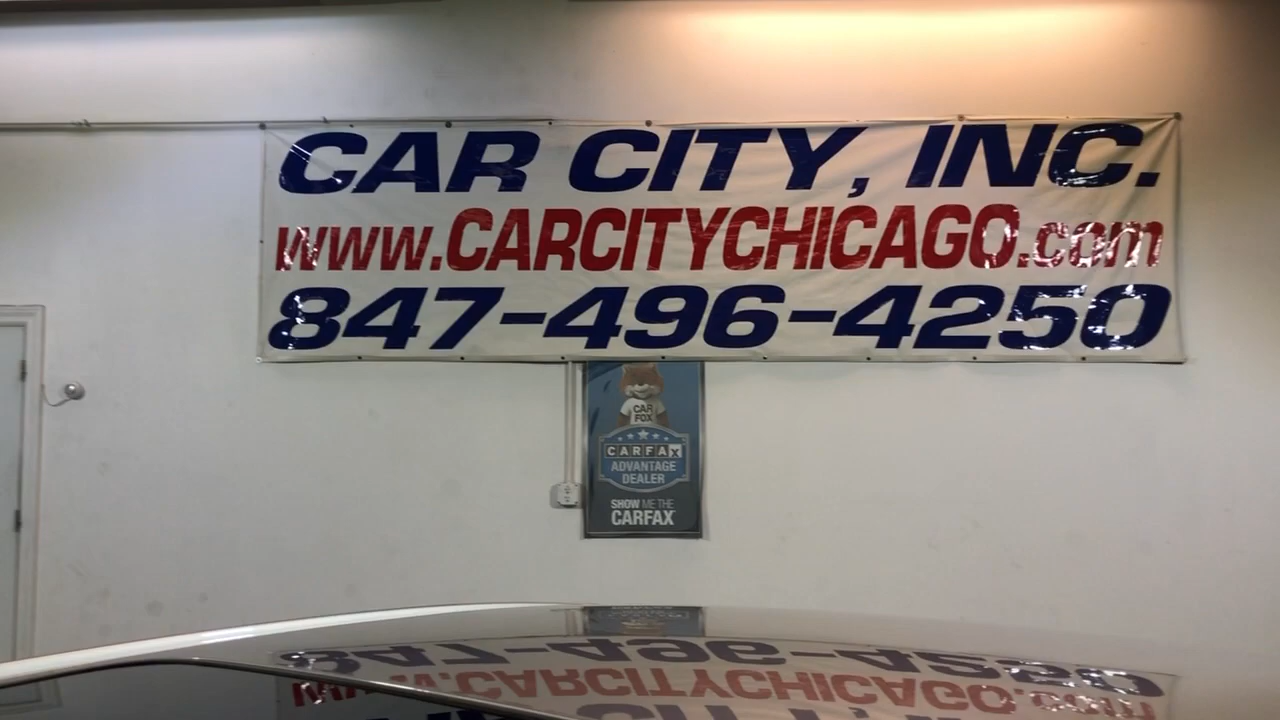 CAR CITY, INC.
www.CARCITYCHICAGO.com
847-496-4250
CAR
FOX
CARFAX
ADVANTAGE
DEALER
SHOW ME THE
CARFAX